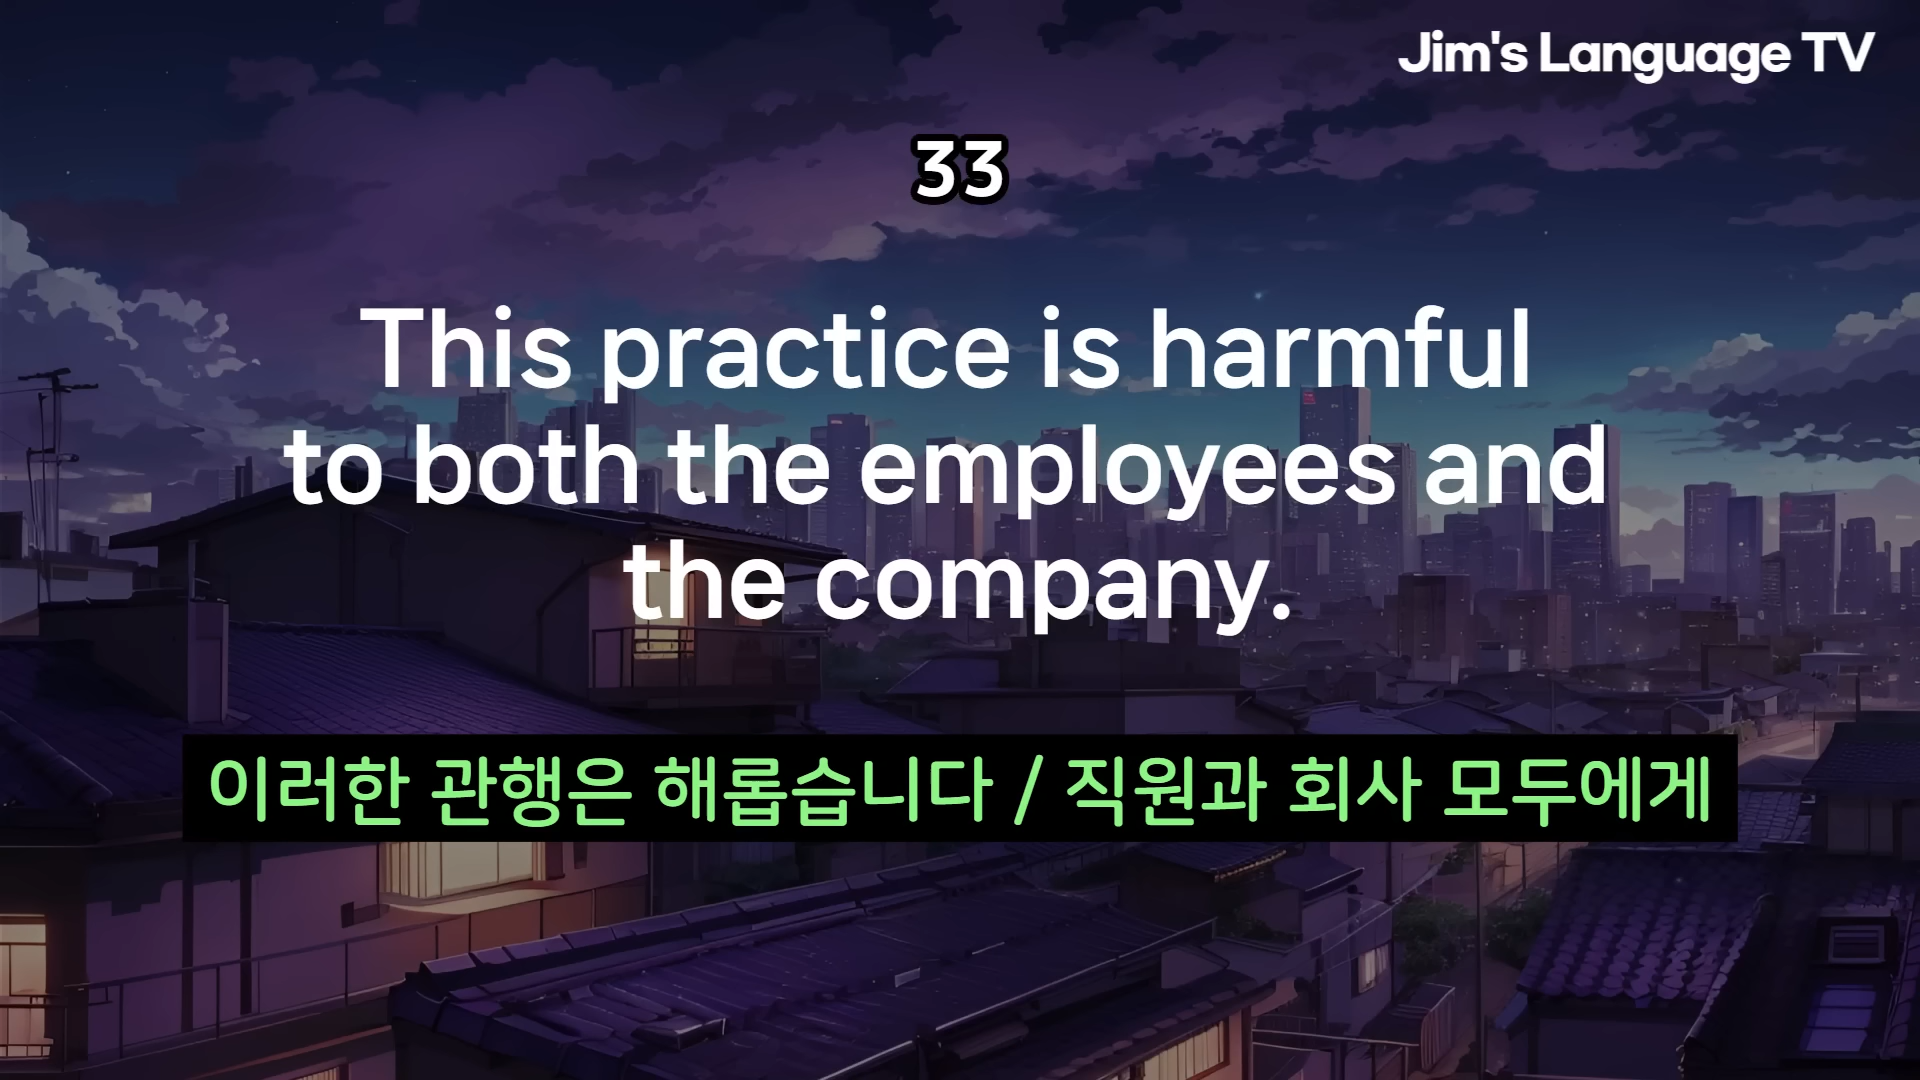 Jim's Language TV
33
This practice is harmful
to both the employees and
the company.
이러한 관행은 해롭습니다 / 직원과 회사 모두에게